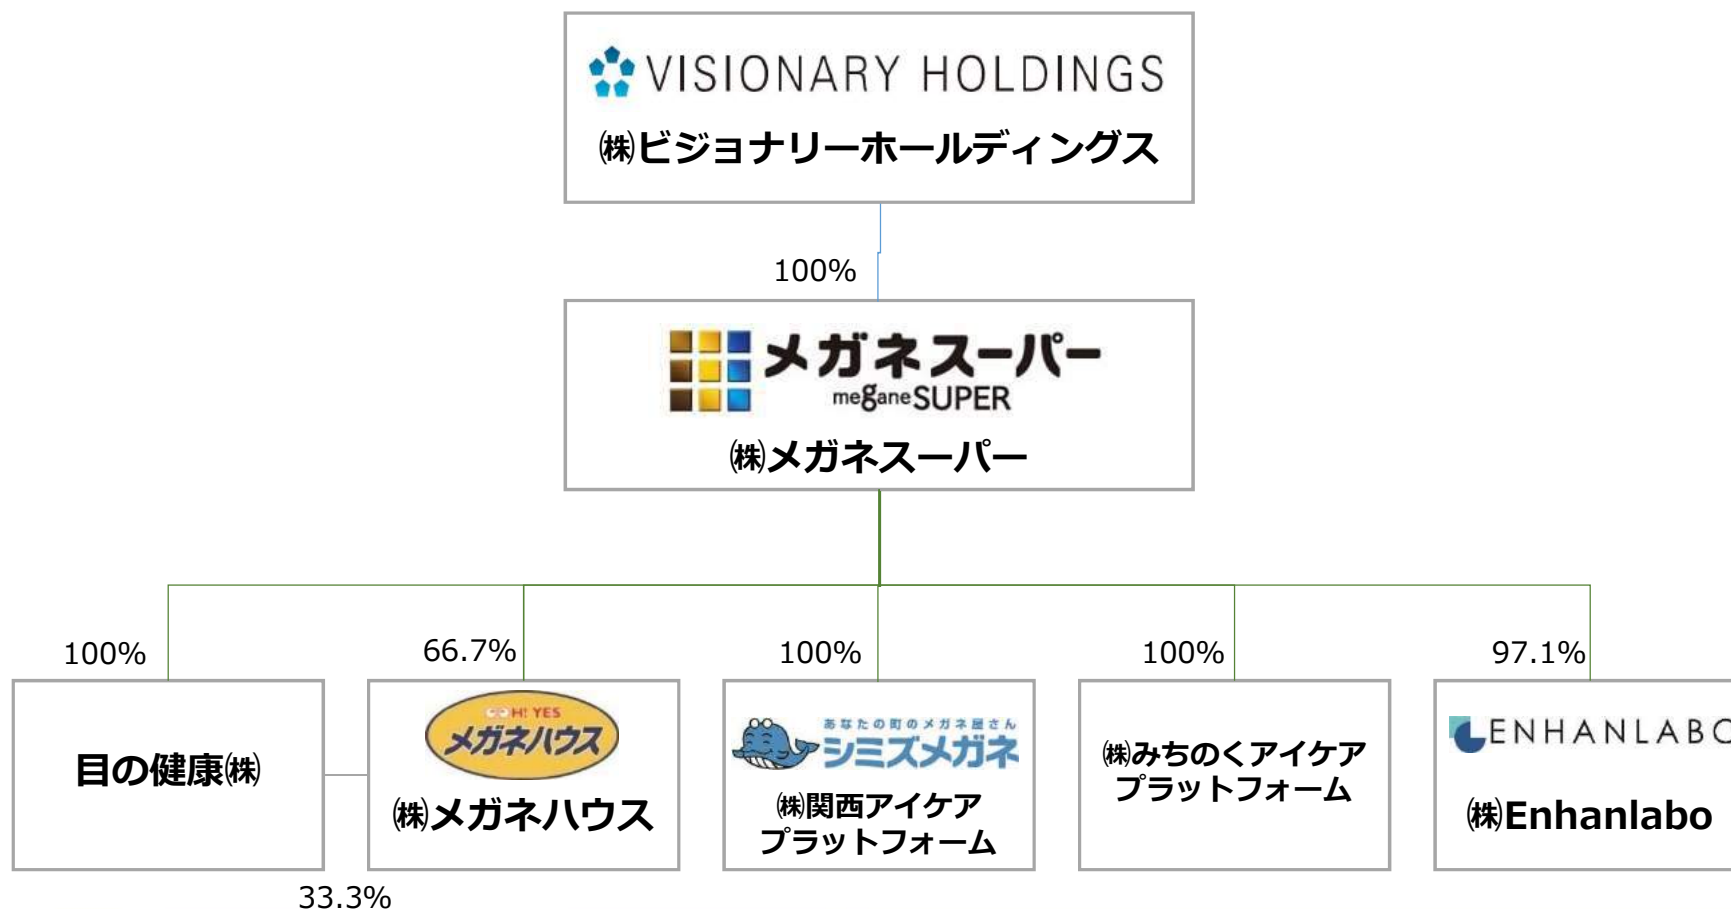 VISIONARY HOLDINGS
㈱ビジョナリーホールディングス
100%
メガネスーパー
meganeSUPER
㈱メガネスーパー
100%
66.7%
100%
100%
97.1%
目の健康㈱
HI YES
メガネハウス
㈱メガネハウス
あなたの町のメガネ屋さん
シミズメガネ
㈱関西アイケア
プラットフォーム
㈱みちのくアイケア
プラットフォーム
ENHANLABO
㈱Enhanlabo
33.3%